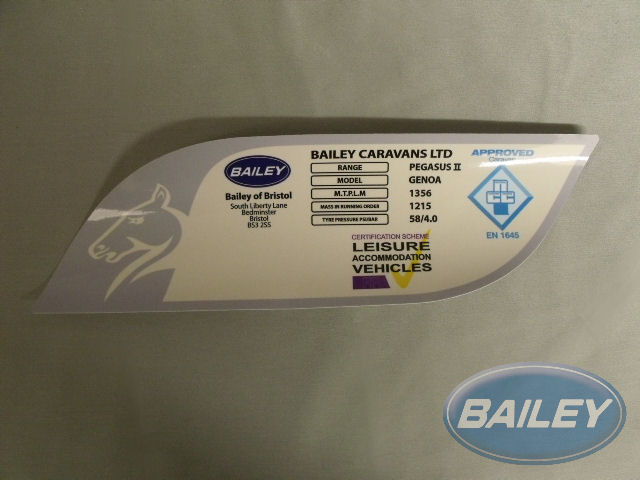 BAILEY
Bailey of Bristol
South Liberty Lane
Bedminster
Bristol
BS3 2SS
BAILEY CARAVANS LTD
RANGE PEGASUS II
MODEL GENOA
M.T.P.L.M 1356
MASS IN RUNNING ORDER 1215
TYRE PRESSURE PSI/BAR 58/4.0
CERTIFICATION SCHEME
LEISURE
ACCOMMODATION
VEHICLES
APPROVED
Caravan
ncc
EN 1645
BAILEY